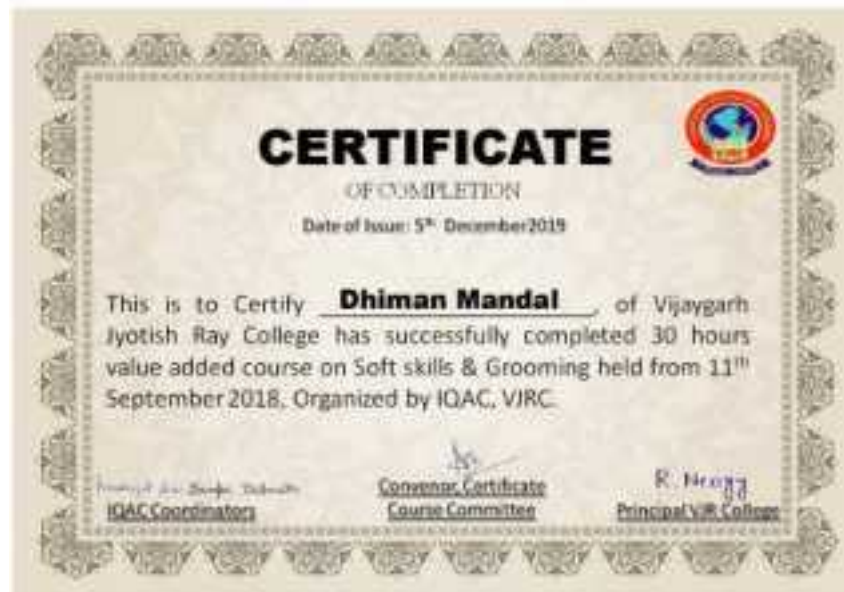 CERTIFICATE
OF COMPLETION
Date of Issue: 5th December2019
This is to Certify Dhiman Mandal, of Vijaygarh
Jyotish Ray College has successfully completed 30 hours
value added course on Soft skills & Grooming held from 11th
September 2018, Organized by IQAC, VJRC.
R. Neogy
IQAC Coordinators
Convenor, Certificate
Course Committee
Principal VJR College